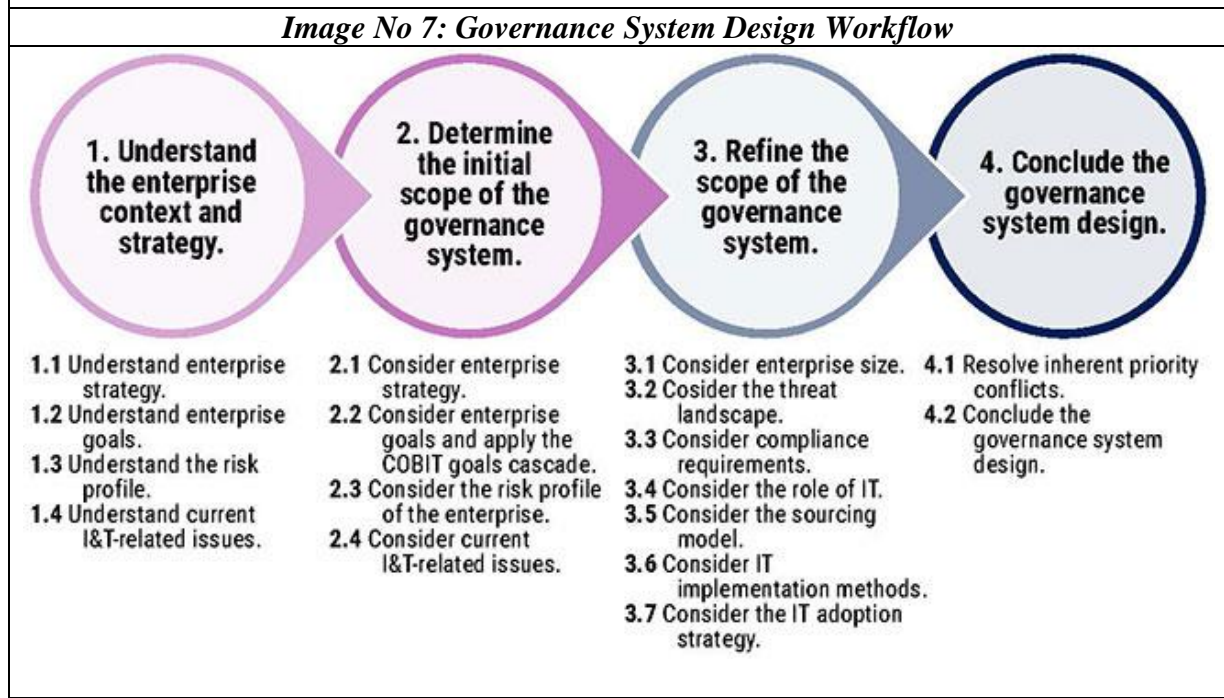 Image No 7: Governance System Design Workflow
1. Understand
the enterprise
context and
strategy.
2. Determine
the initial
scope of the
governance
system.
3. Refine the
scope of the
governance
system.
4. Conclude the
governance
system design.
1.1 Understand enterprise
strategy.
1.2 Understand enterprise
goals.
1.3 Understand the risk
profile.
1.4 Understand current
I&T-related issues.
2.1 Consider enterprise
strategy.
2.2 Consider enterprise
goals and apply the
COBIT goals cascade.
2.3 Consider the risk profile
of the enterprise.
2.4 Consider current
I&T-related issues.
3.1 Consider enterprise size.
3.2 Cosider the threat
landscape.
3.3 Consider compliance
requirements.
3.4 Consider the role of IT.
3.5 Consider the sourcing
model.
3.6 Consider IT
implementation methods.
3.7 Consider the IT adoption
strategy.
4.1 Resolve inherent priority
conflicts.
4.2 Conclude the
governance system
design.